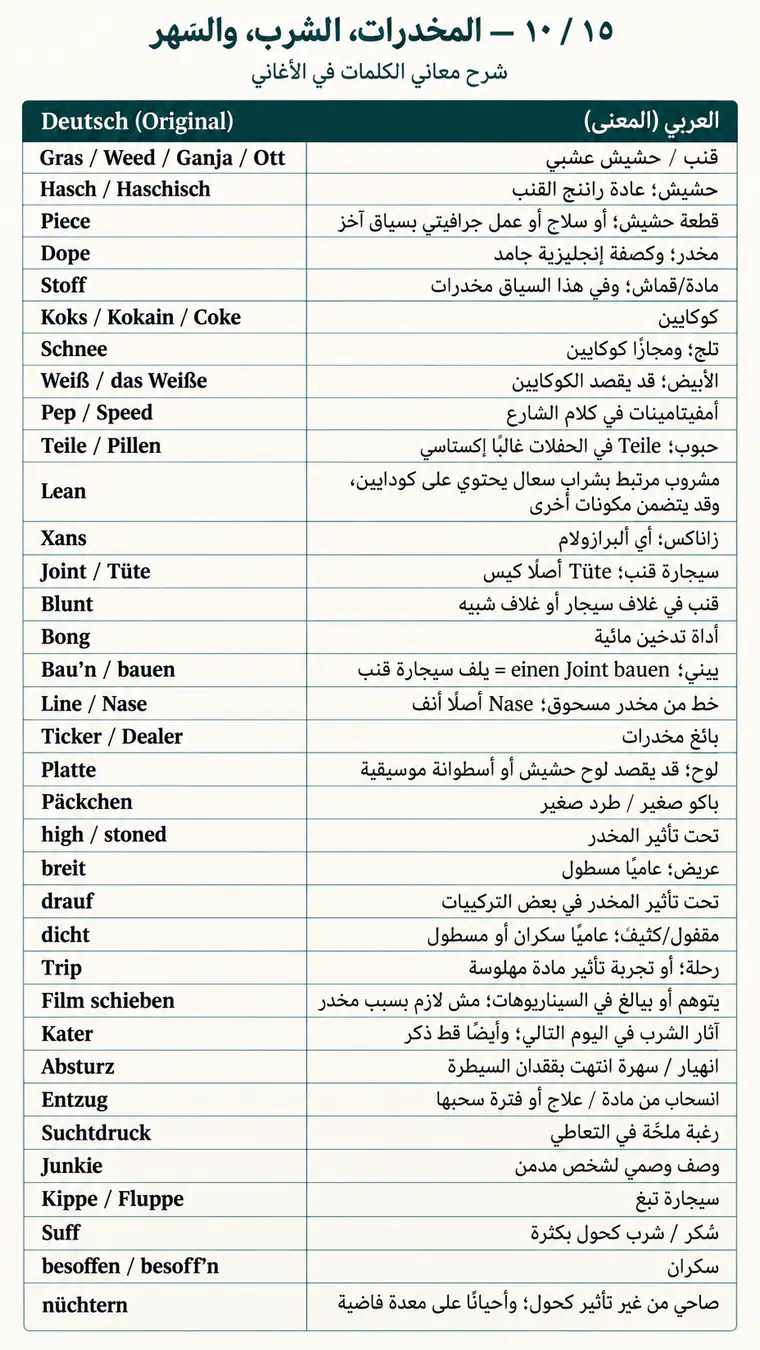 ١٥ / ١٠ — المخدرات، الشرب، والسَهر
شرح معاني الكلمات في الأغاني
Deutsch (Original) العربي (المعنى)
Gras / Weed / Ganja / Ott قنب / حشيش عشبي
Hasch / Haschisch حشيش؛ عادة راننج القنب
Piece قطعة حشيش؛ أو سلاح أو عمل جرافيتي بسياق آخز
Dope مخدر؛ وكصفة إنجليزية جامد
Stoff مادة/قماش؛ وفي هذا السياق مخدرات
Koks / Kokain / Coke كوكايين
Schnee تلج؛ ومجازًا كوكايين
Weiß / das Weiße الأبيض؛ قد يقصد الكوكايين
Pep / Speed أمفيتامينات في كلام الشارع
Teile / Pillen حبوب؛ Teile في الحفلات غالبًا إكستاسي
Lean مشروب مرتبط بشراب سعال يحتوي على كودايين،
وقد يتضمن مكونات أخرى
Xans زاناكس؛ أي ألبرازولام
Joint / Tüte سيجارة قنب؛ Tüte أصلًا كيس
Blunt قنب في غلاف سيجار أو غلاف شبيه
Bong أداة تدخين مائية
Bau’n / bauen ييني؛ einen Joint bauen = يلف سيجارة قنب
Line / Nase خط من مخدر مسحوق؛ Nase أصلًا أنف
Ticker / Dealer بائغ مخدرات
Platte لوح؛ قد يقصد لوح حشيش أو أسطوانة موسيقية
Päckchen باكو صغير / طرد صغير
high / stoned تحت تأثير المخدر
breit عريض؛ عاميًا مسطول
drauf تحت تأثير المخدر في بعض التركيبات
dicht مقفول/كثيف؛ عاميًا سكران أو مسطول
Trip رحلة؛ أو تجربة تأثير مادة مهلوسة
Film schieben يتوهم أو بيالغ في السيناريوهات؛ مش لازم بسبب مخدر
Kater آثار الشرب في اليوم التالي؛ وأيضًا قط ذكر
Absturz انهيار / سهرة انتهت بفقدان السيطرة
Entzug انسحاب من مادة / علاج أو فترة سحبها
Suchtdruck رغبة ملحَّة في التعاطي
Junkie وصف وصمي لشخص مدمن
Kippe / Fluppe سيجارة تبغ
Suff سُكر / شرب كحول بكثرة
besoffen / besoff’n سكران
nüchtern صاحي من غير تأثير كحول؛ وأحيانًا على معدة فاضية